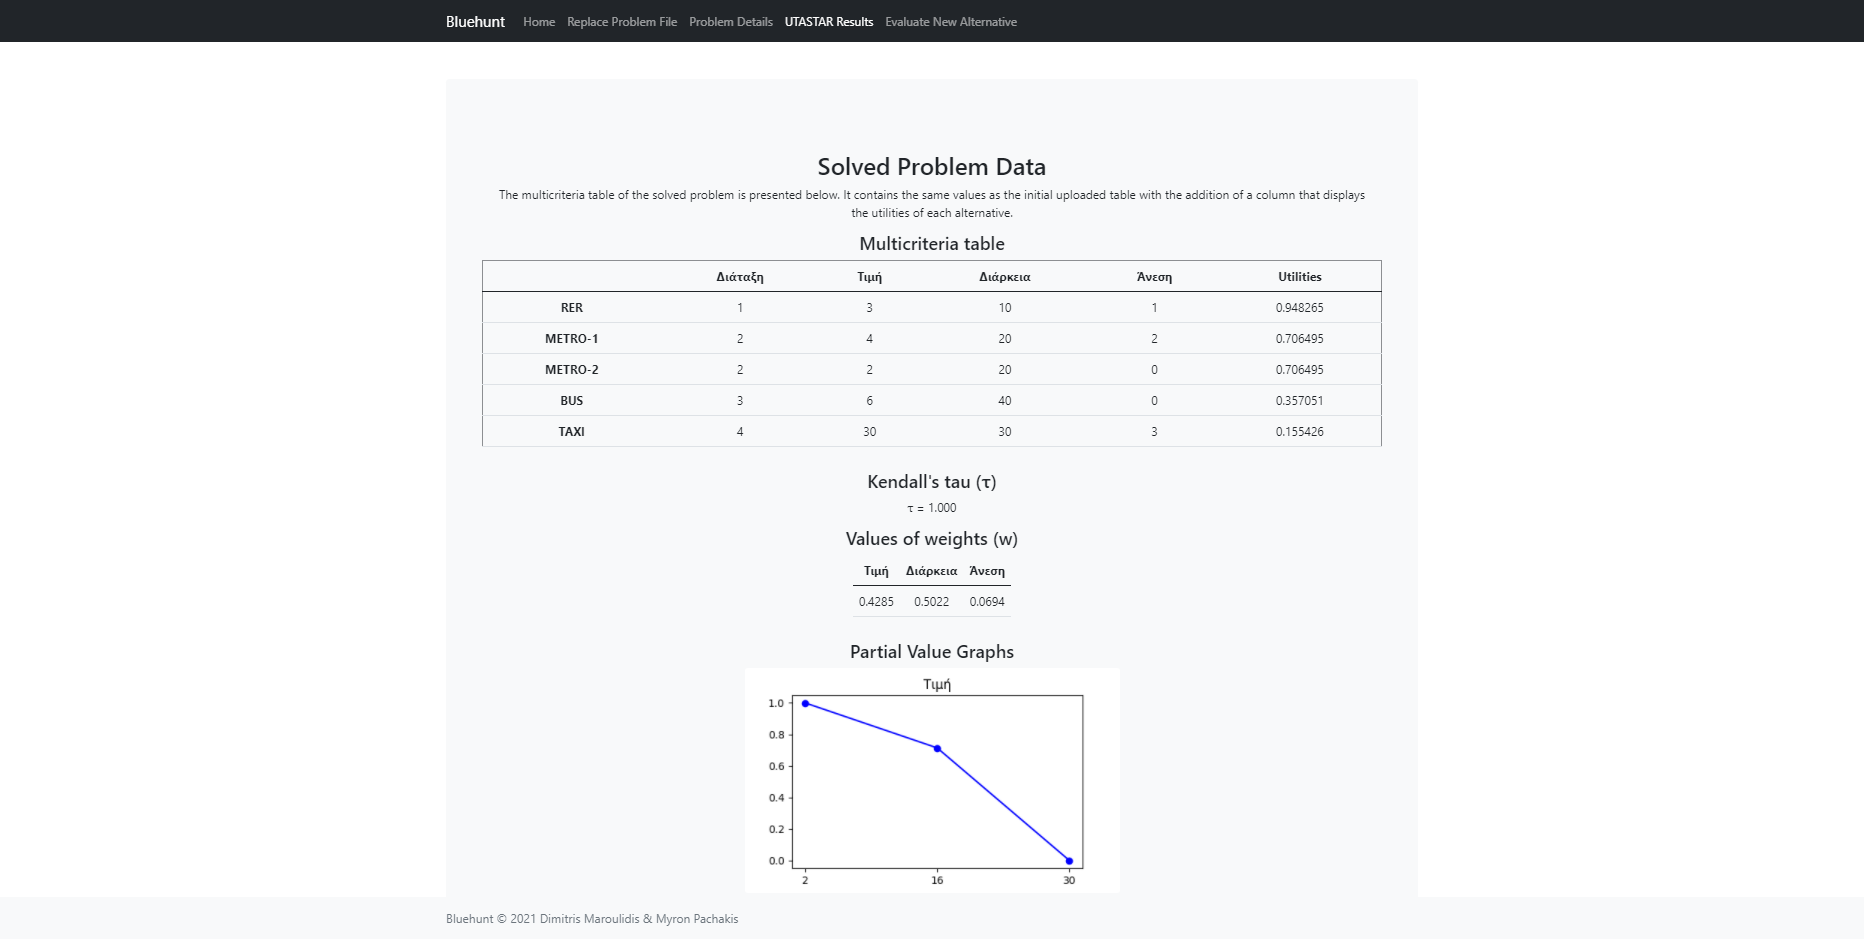 Bluehunt Home Replace Problem File Problem Details UTASTAR Results Evaluate New Alternative
Solved Problem Data
The multicriteria table of the solved problem is presented below. It contains the same values as the initial uploaded table with the addition of a column that displays
the utilities of each alternative.
Multicriteria table
Διάταξη Τιμή Διάρκεια Άνεση Utilities
RER 1 3 10 1 0.948265
METRO-1 2 4 20 2 0.706495
METRO-2 2 2 20 0 0.706495
BUS 3 6 40 0 0.357051
TAXI 4 30 30 3 0.155426
Kendall's tau (τ)
τ = 1.000
Values of weights (w)
Τιμή Διάρκεια Άνεση
0.4285 0.5022 0.0694
Partial Value Graphs
Τιμή
1.0
0.8
0.6
0.4
0.2
0.0
2 16 30
Bluehunt © 2021 Dimitris Maroulidis & Myron Pachakis